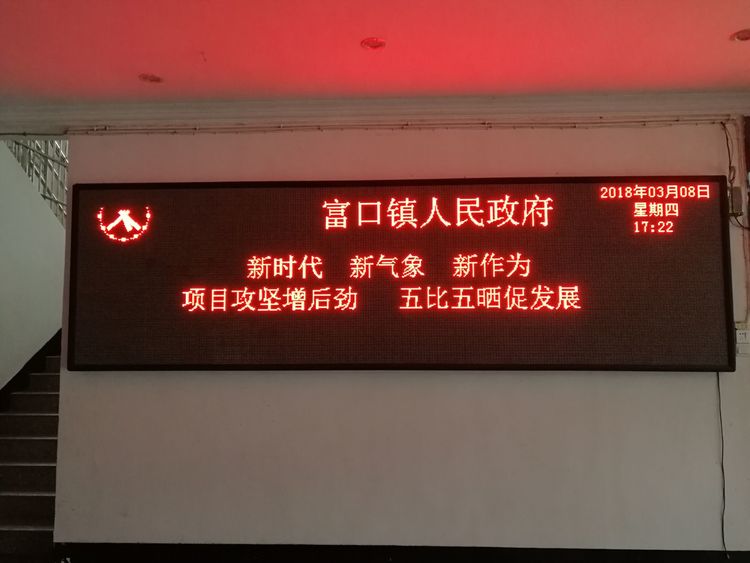 富口镇人民政府
2018年03月08日
星期四
17:22
新时代 新气象 新作为
项目攻坚增后劲 五比五晒促发展